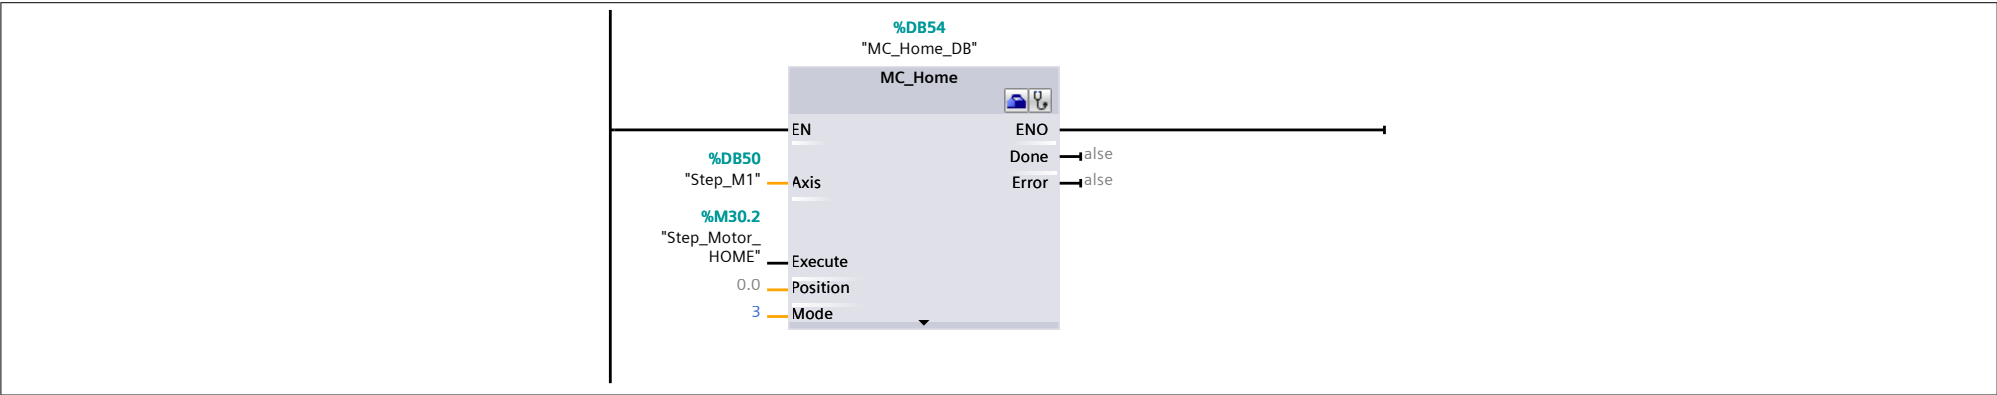 %DB54
"MC_Home_DB"
MC_Home
EN
ENO
Done
alse
%DB50
"Step_M1"
Axis
Error
alse
%M30.2
"Step_Motor_
HOME"
Execute
0.0
Position
3
Mode